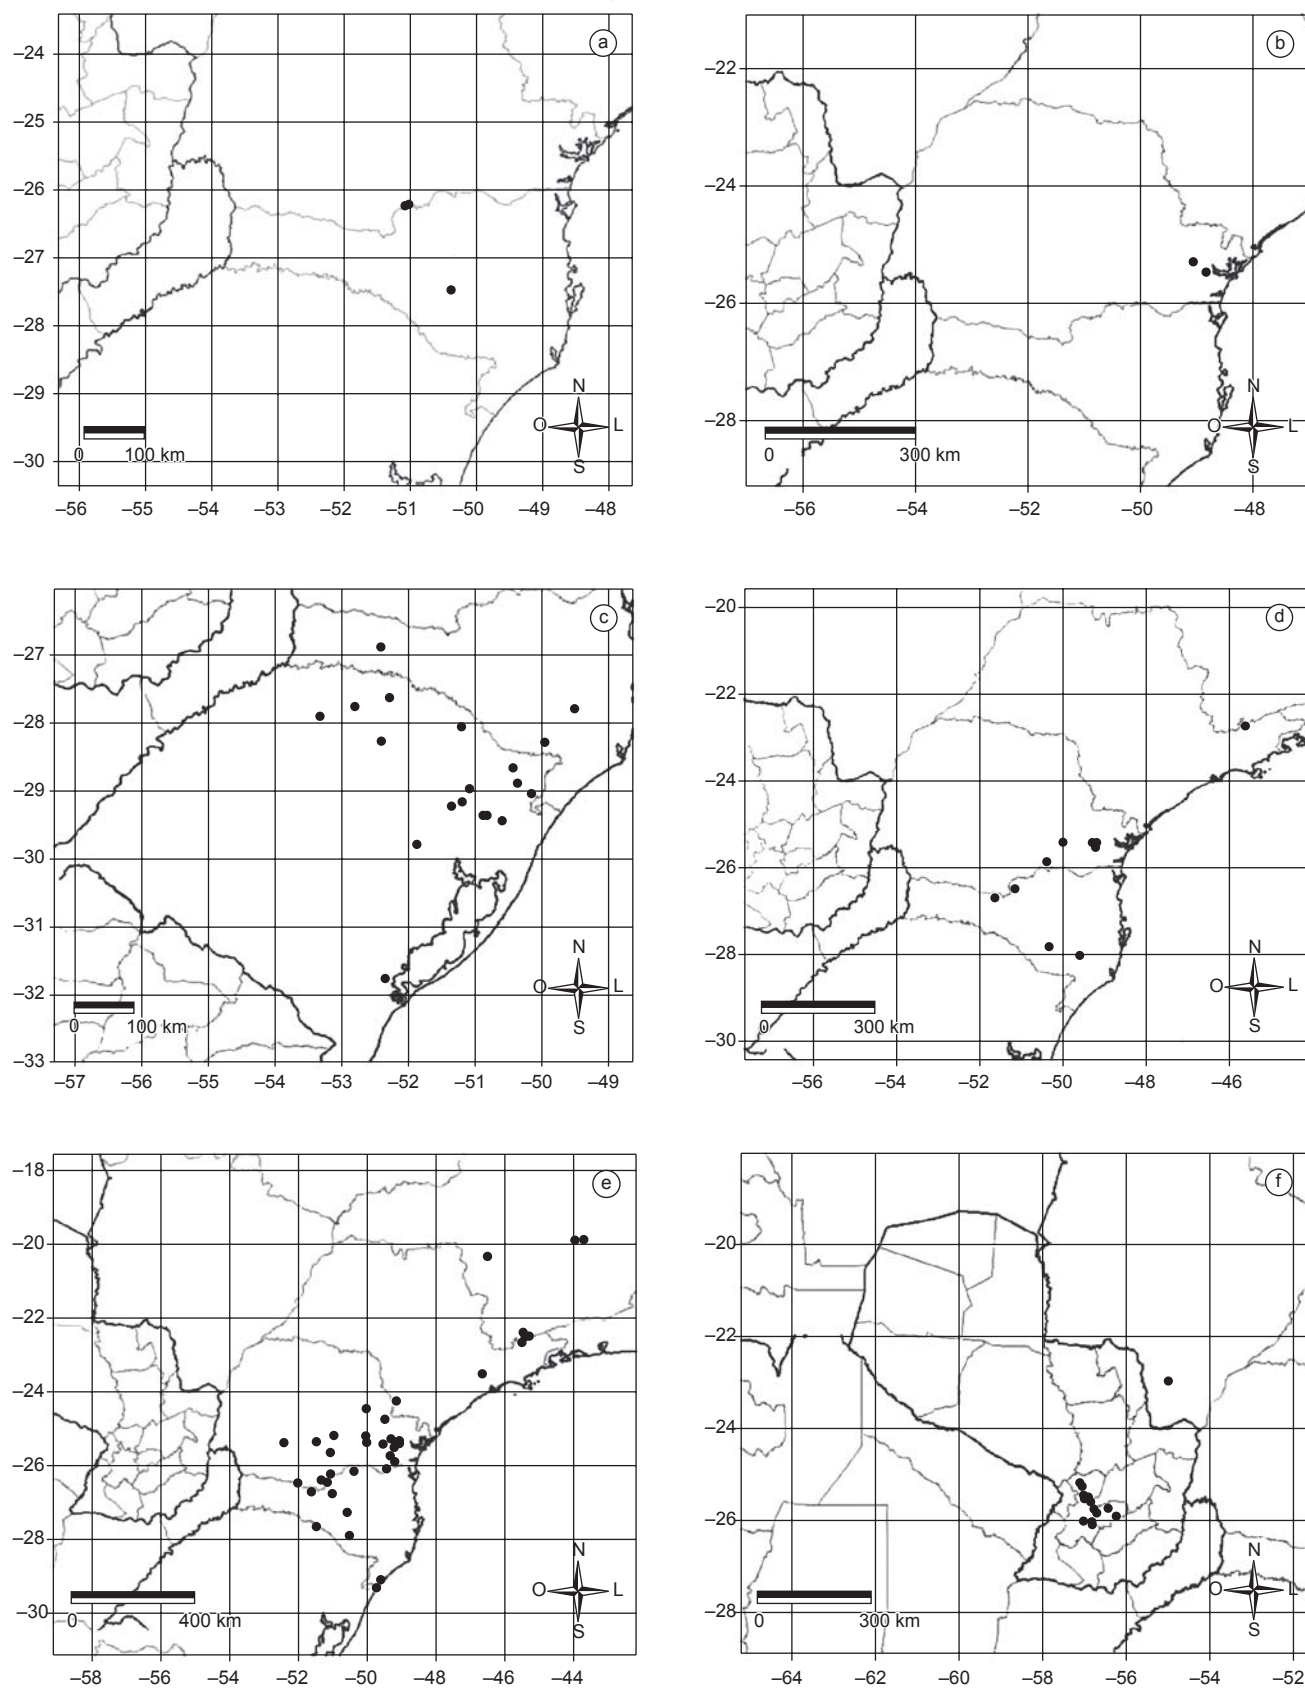 a
–24
–25
–26
–27
–28
–29
–30
N
O L
S
0 100 km
–56 –55 –54 –53 –52 –51 –50 –49 –48
b
–22
–24
–26
–28
N
O L
S
0 300 km
–56 –54 –52 –50 –48
c
–27
–28
–29
–30
–31
–32
–33
N
O L
S
0 100 km
–57 –56 –55 –54 –53 –52 –51 –50 –49
d
–20
–22
–24
–26
–28
–30
N
O L
S
0 300 km
–56 –54 –52 –50 –48 –46
e
–18
–20
–22
–24
–26
–28
–30
N
O L
S
0 400 km
–58 –56 –54 –52 –50 –48 –46 –44
f
–20
–22
–24
–26
–28
N
O L
S
0 300 km
–64 –62 –60 –58 –56 –54 –52